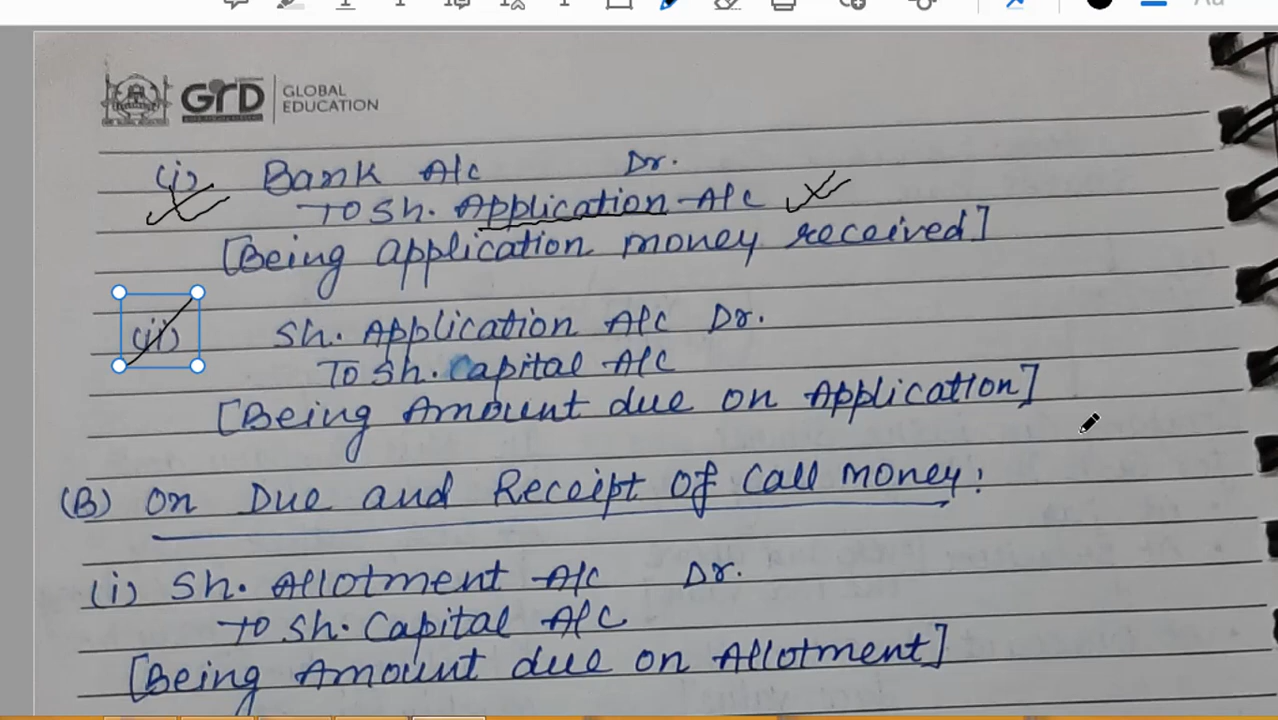 GrD GLOBAL
EDUCATION
(i) Bank A/c Dr.
To Sh. Application A/c
[Being application money received]
(ii) Sh. Application A/c Dr.
To Sh. Capital A/c
[Being Amount due on Application]
(B) On Due and Receipt of Call money:
(i) Sh. Allotment A/c Dr.
To Sh. Capital A/c
[Being Amount due on Allotment]